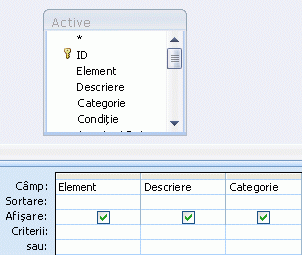 Active
*
ID
Element
Descriere
Categorie
Condiție
Câmp: Element Descriere Categorie
Sortare:
Afișare:
Criterii:
sau: